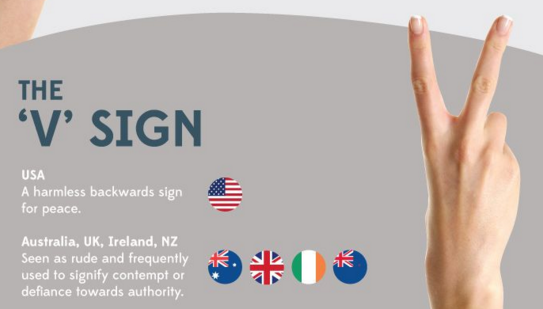 THE
‘V’ SIGN
USA
A harmless backwards sign
for peace.
Australia, UK, Ireland, NZ
Seen as rude and frequently
used to signify contempt or
defiance towards authority.